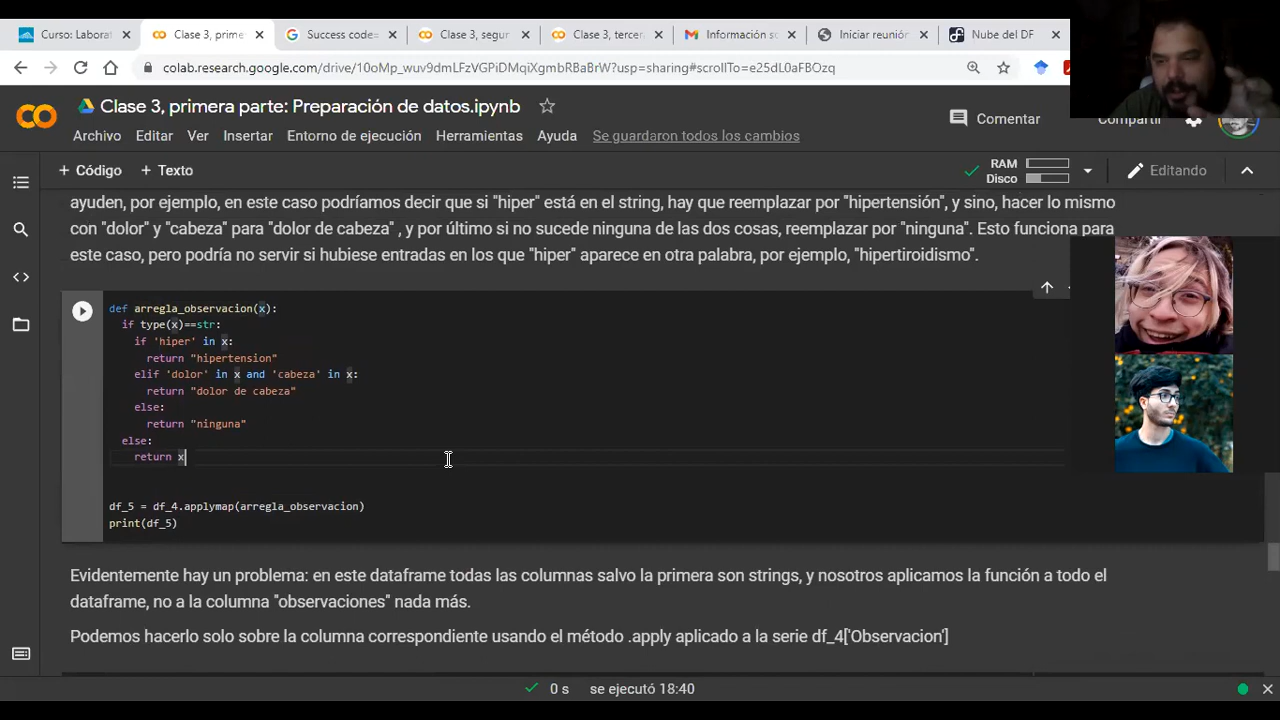 Curso: Laborat
Clase 3, prime
Success code=
Clase 3, segur
Clase 3, tercer
Información so
Iniciar reunión
Nube del DF
colab.research.google.com/drive/10oMp_wuv9dmLFzVGPiDMqiXgmbRBaBrW?usp=sharing#scrollTo=e25dL0aFBOzq
Clase 3, primera parte: Preparación de datos.ipynb
Comentar
Compartir
Archivo Editar Ver Insertar Entorno de ejecución Herramientas Ayuda Se guardaron todos los cambios
+ Código + Texto
RAM
Disco
Editando
ayuden, por ejemplo, en este caso podríamos decir que si "hiper" está en el string, hay que reemplazar por "hipertensión", y sino, hacer lo mismo
con "dolor" y "cabeza" para "dolor de cabeza" , y por último si no sucede ninguna de las dos cosas, reemplazar por "ninguna". Esto funciona para
este caso, pero podría no servir si hubiese entradas en los que "hiper" aparece en otra palabra, por ejemplo, "hipertiroidismo".
def arregla_observacion(x):
if type(x)==str:
if 'hiper' in x:
return "hipertension"
elif 'dolor' in x and 'cabeza' in x:
return "dolor de cabeza"
else:
return "ninguna"
else:
return x
df_5 = df_4.applymap(arregla_observacion)
print(df_5)
Evidentemente hay un problema: en este dataframe todas las columnas salvo la primera son strings, y nosotros aplicamos la función a todo el
dataframe, no a la columna "observaciones" nada más.
Podemos hacerlo solo sobre la columna correspondiente usando el método .apply aplicado a la serie df_4['Observacion']
0 s se ejecutó 18:40